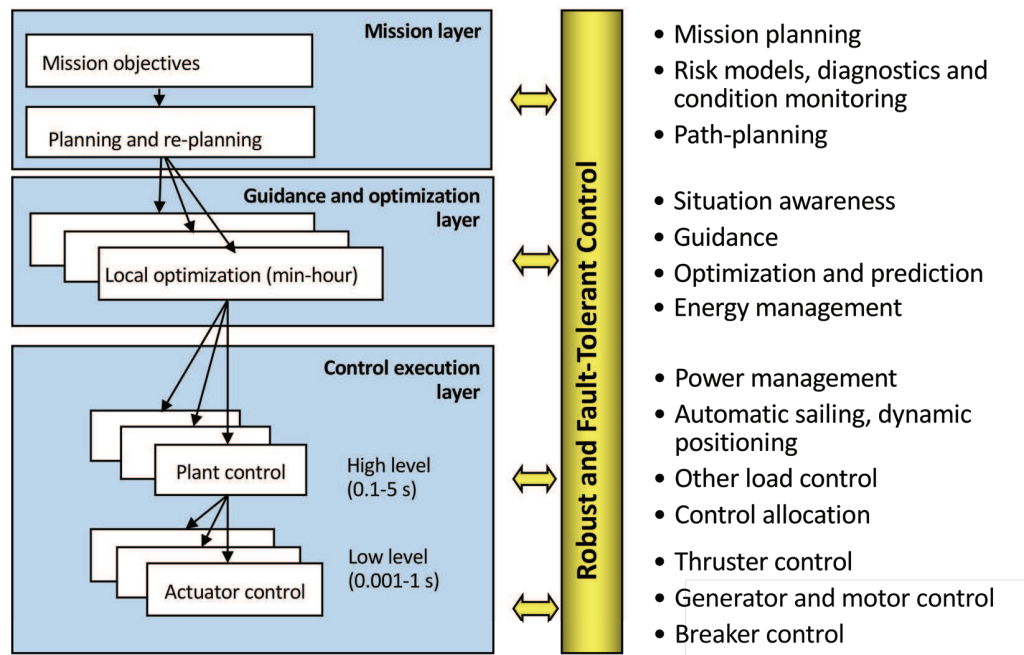 Mission layer
Mission objectives
Planning and re-planning
Guidance and optimization
layer
Local optimization (min-hour)
Control execution
layer
Plant control
High level
(0.1-5 s)
Actuator control
Low level
(0.001-1 s)
Robust and Fault-Tolerant Control
• Mission planning
• Risk models, diagnostics and
condition monitoring
• Path-planning
• Situation awareness
• Guidance
• Optimization and prediction
• Energy management
• Power management
• Automatic sailing, dynamic
positioning
• Other load control
• Control allocation
• Thruster control
• Generator and motor control
• Breaker control